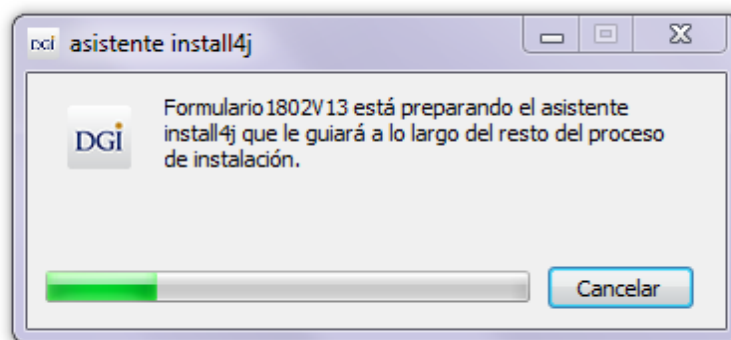 DGI asistente install4j
DGI
Formulario1802V13 está preparando el asistente
install4j que le guiará a lo largo del resto del proceso
de instalación.
Cancelar